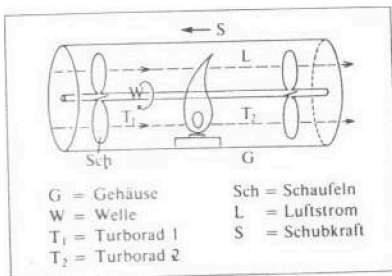 S
L
W
T₁
T₂
Sch
G
G = Gehäuse
W = Welle
T₁ = Turborad 1
T₂ = Turborad 2
Sch = Schaufeln
L = Luftstrom
S = Schubkraft